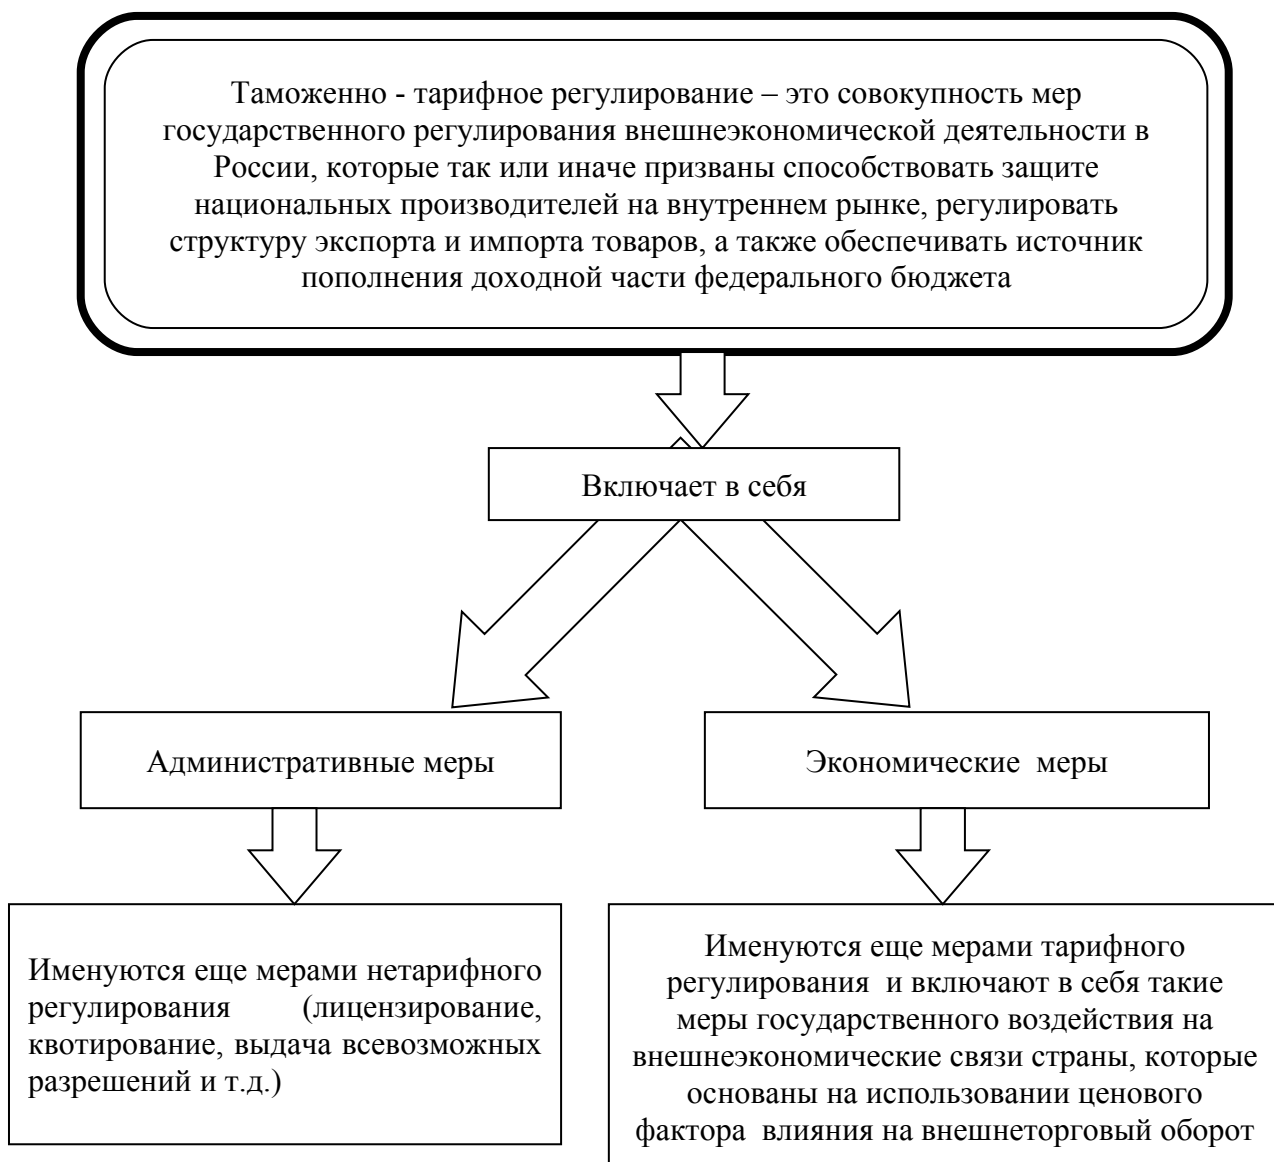 Таможенно - тарифное регулирование – это совокупность мер
государственного регулирования внешнеэкономической деятельности в
России, которые так или иначе призваны способствовать защите
национальных производителей на внутреннем рынке, регулировать
структуру экспорта и импорта товаров, а также обеспечивать источник
пополнения доходной части федерального бюджета
Включает в себя
Административные меры
Экономические меры
Именуются еще мерами нетарифного
регулирования (лицензирование,
квотирование, выдача всевозможных
разрешений и т.д.)
Именуются еще мерами тарифного
регулирования и включают в себя такие
меры государственного воздействия на
внешнеэкономические связи страны, которые
основаны на использовании ценового
фактора влияния на внешнеторговый оборот